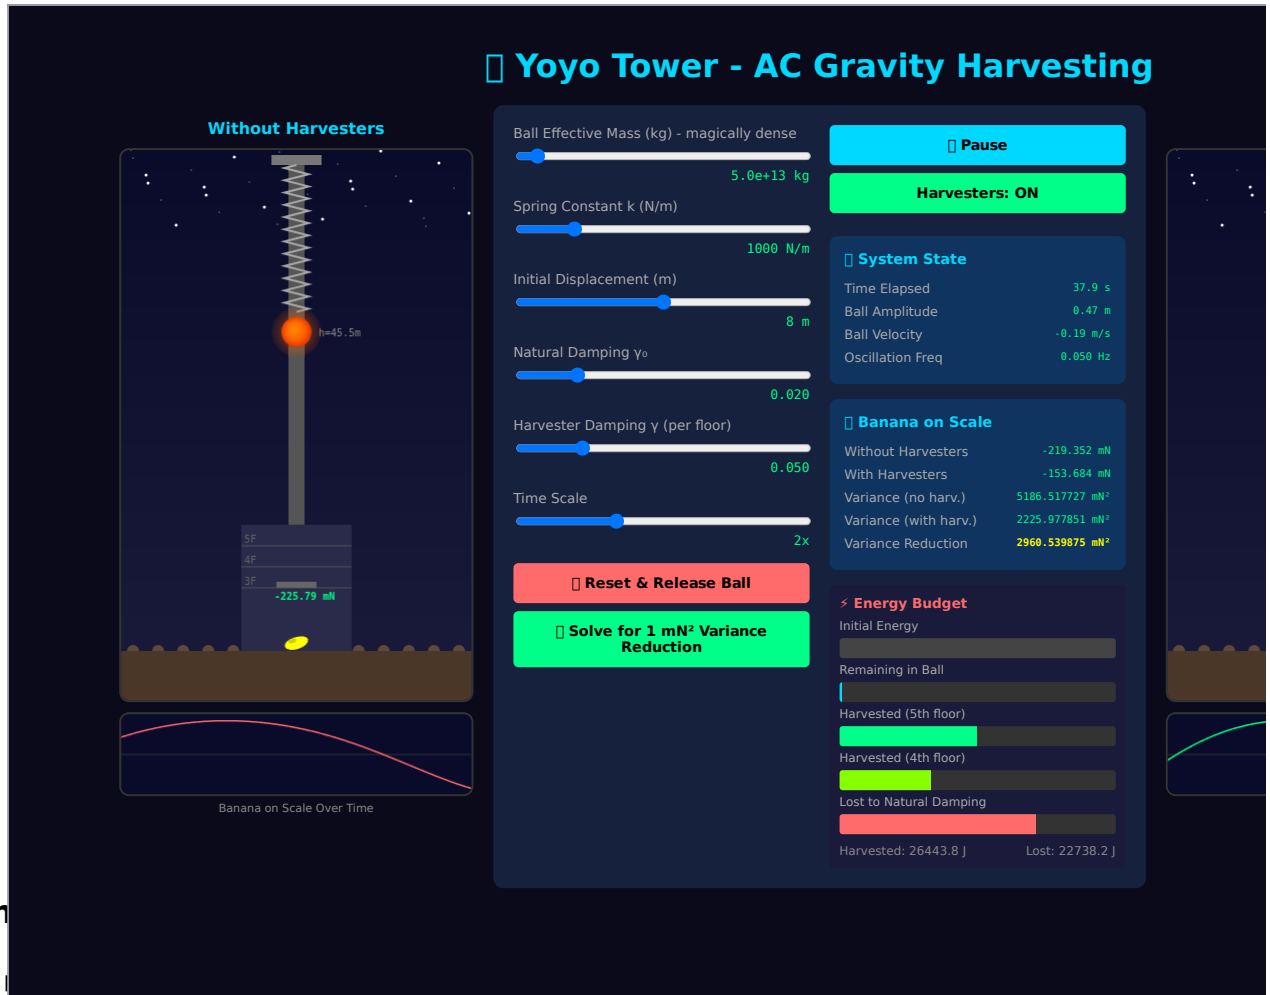 Yoyo Tower - AC Gravity Harvesting
Without Harvesters
h=45.5m
5F
4F
3F
-225.79 mN
Banana on Scale Over Time
Ball Effective Mass (kg) - magically dense
5.0e+13 kg
Spring Constant k (N/m)
1000 N/m
Initial Displacement (m)
8 m
Natural Damping γ₀
0.020
Harvester Damping γ (per floor)
0.050
Time Scale
2x
Reset & Release Ball
Solve for 1 mN² Variance
Reduction
Pause
Harvesters: ON
System State
Time Elapsed 37.9 s
Ball Amplitude 0.47 m
Ball Velocity -0.19 m/s
Oscillation Freq 0.050 Hz
Banana on Scale
Without Harvesters -219.352 mN
With Harvesters -153.684 mN
Variance (no harv.) 5186.517727 mN²
Variance (with harv.) 2225.977851 mN²
Variance Reduction 2960.539875 mN²
⚡ Energy Budget
Initial Energy
Remaining in Ball
Harvested (5th floor)
Harvested (4th floor)
Lost to Natural Damping
Harvested: 26443.8 J Lost: 22738.2 J